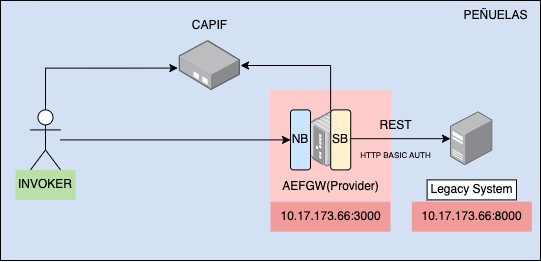 PEÑUELAS
CAPIF
NB
SB
REST
HTTP BASIC AUTH
INVOKER
AEFGW(Provider)
Legacy System
10.17.173.66:3000
10.17.173.66:8000